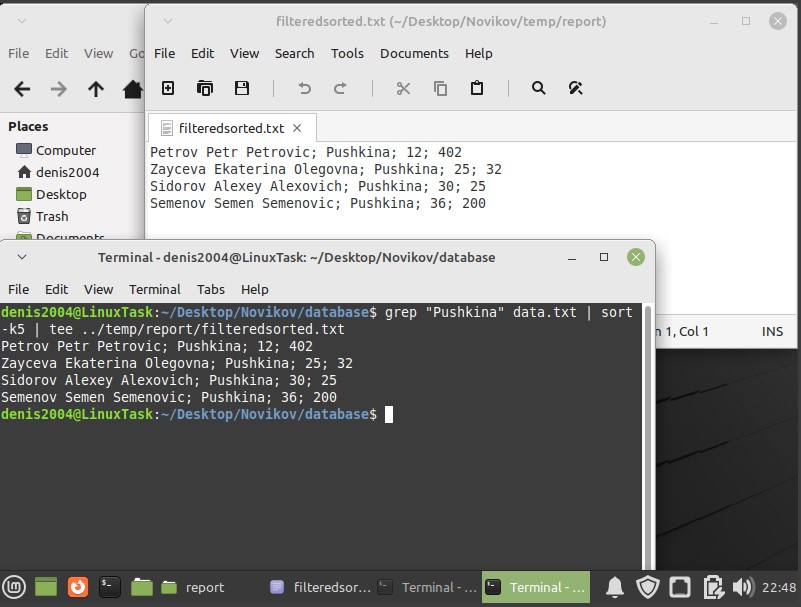 filteredsorted.txt (~/Desktop/Novikov/temp/report)
File Edit View Go
File Edit View Search Tools Documents Help
Places
Computer
denis2004
Desktop
Trash
Documents
filteredsorted.txt
Petrov Petr Petrovic; Pushkina; 12; 402
Zayceva Ekaterina Olegovna; Pushkina; 25; 32
Sidorov Alexey Alexovich; Pushkina; 30; 25
Semenov Semen Semenovic; Pushkina; 36; 200
n 1, Col 1 INS
Terminal - denis2004@LinuxTask: ~/Desktop/Novikov/database
File Edit View Terminal Tabs Help
denis2004@LinuxTask:~/Desktop/Novikov/database$ grep "Pushkina" data.txt | sort
-k5 | tee ../temp/report/filteredsorted.txt
Petrov Petr Petrovic; Pushkina; 12; 402
Zayceva Ekaterina Olegovna; Pushkina; 25; 32
Sidorov Alexey Alexovich; Pushkina; 30; 25
Semenov Semen Semenovic; Pushkina; 36; 200
denis2004@LinuxTask:~/Desktop/Novikov/database$
report filteredsor... Terminal - ... Terminal - ... 22:48